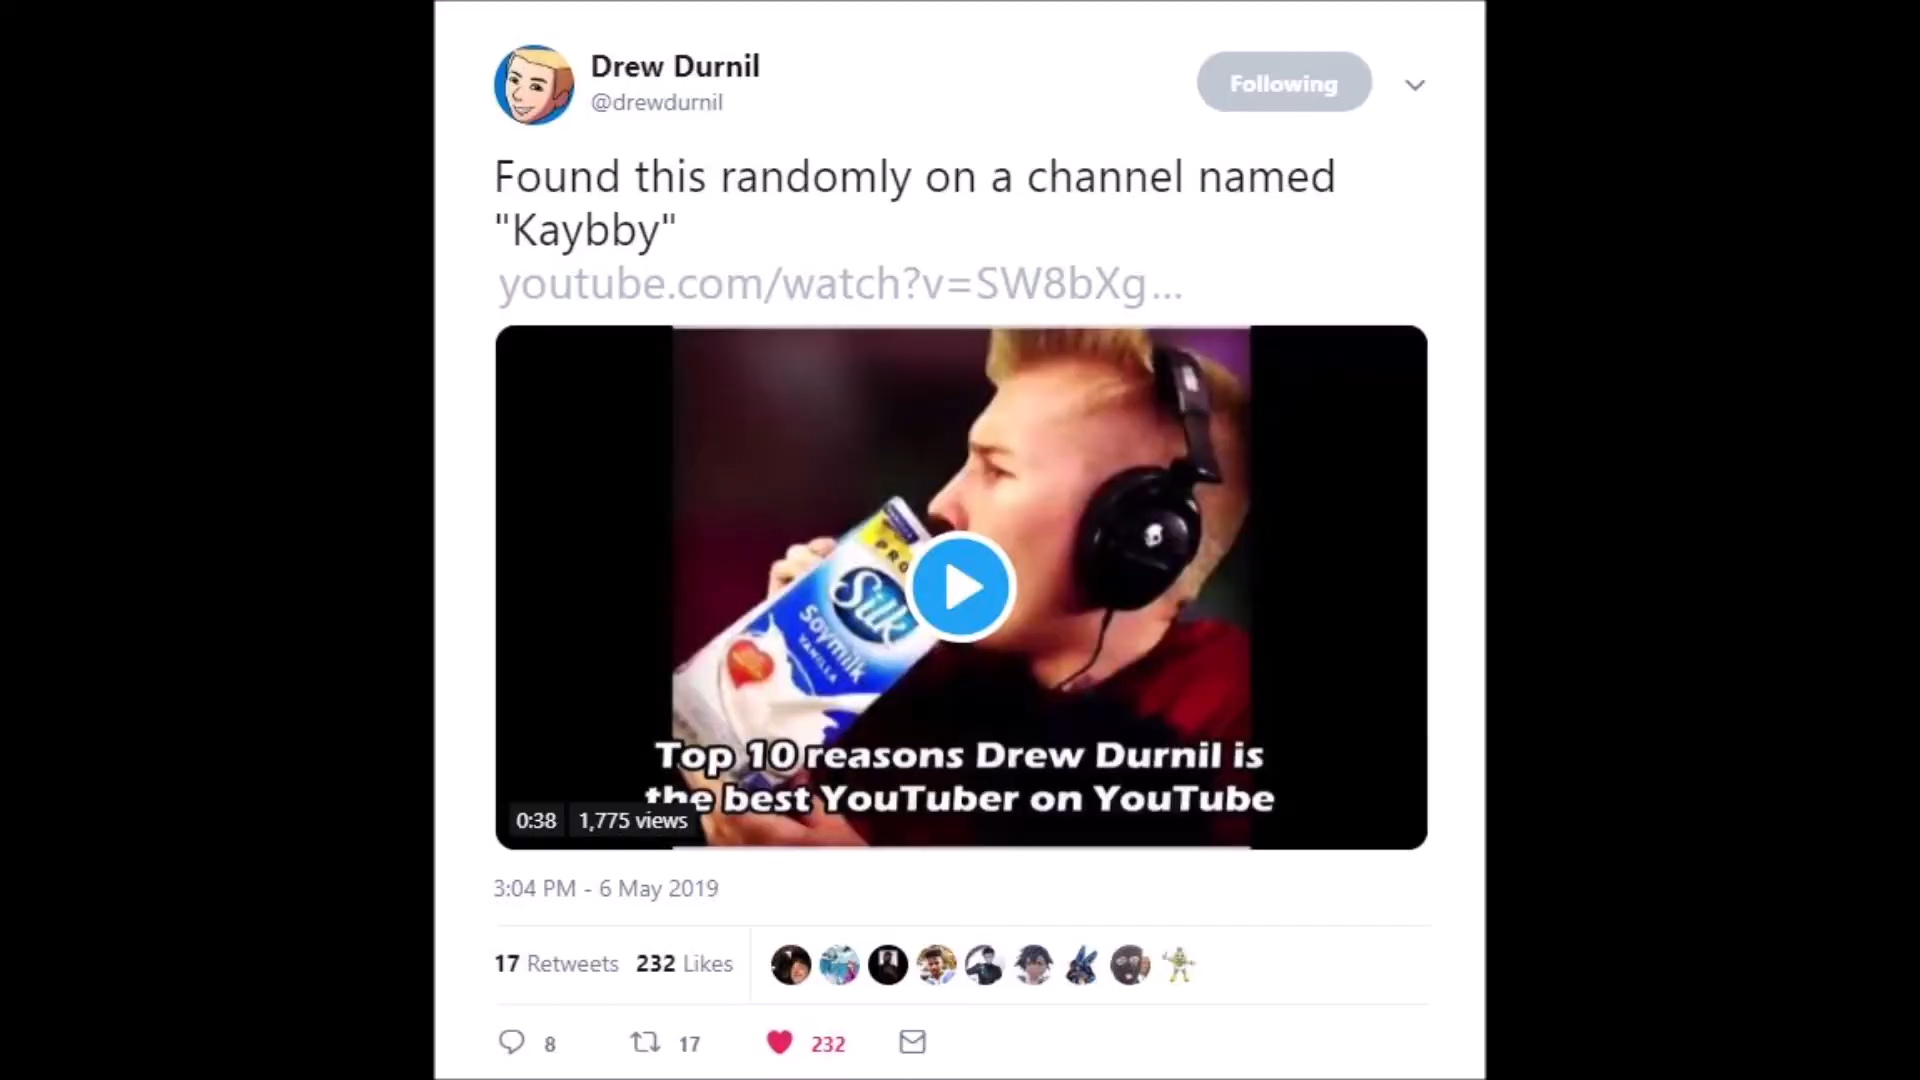 Drew Durnil
@drewdurnil
Following
Found this randomly on a channel named
"Kaybby"
youtube.com/watch?v=SW8bXg...
PRO
Silk
Soymilk
VANILLA
Top 10 reasons Drew Durnil is
the best YouTuber on YouTube
0:38 1,775 views
3:04 PM - 6 May 2019
17 Retweets 232 Likes
8 17 232